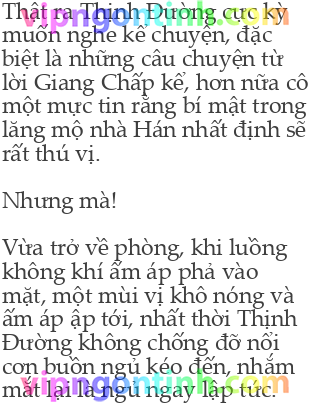 Thật ra Thịnh Đường cực kỳ
muốn nghe kể chuyện, đặc
biệt là những câu chuyện từ
lời Giang Chấp kể, hơn nữa cô
một mực tin rằng bí mật trong
lăng mộ nhà Hán nhất định sẽ
rất thú vị.
Nhưng mà!
Vừa trở về phòng, khi luồng
không khí ấm áp phả vào
mặt, một mùi vị khô nóng và
ấm áp ập tới, nhất thời Thịnh
Đường không chống đỡ nổi
cơn buồn ngủ kéo đến, nhắm
mắt lại là ngủ ngay lập tức.
vipngontinh.com
vipngontinh.com